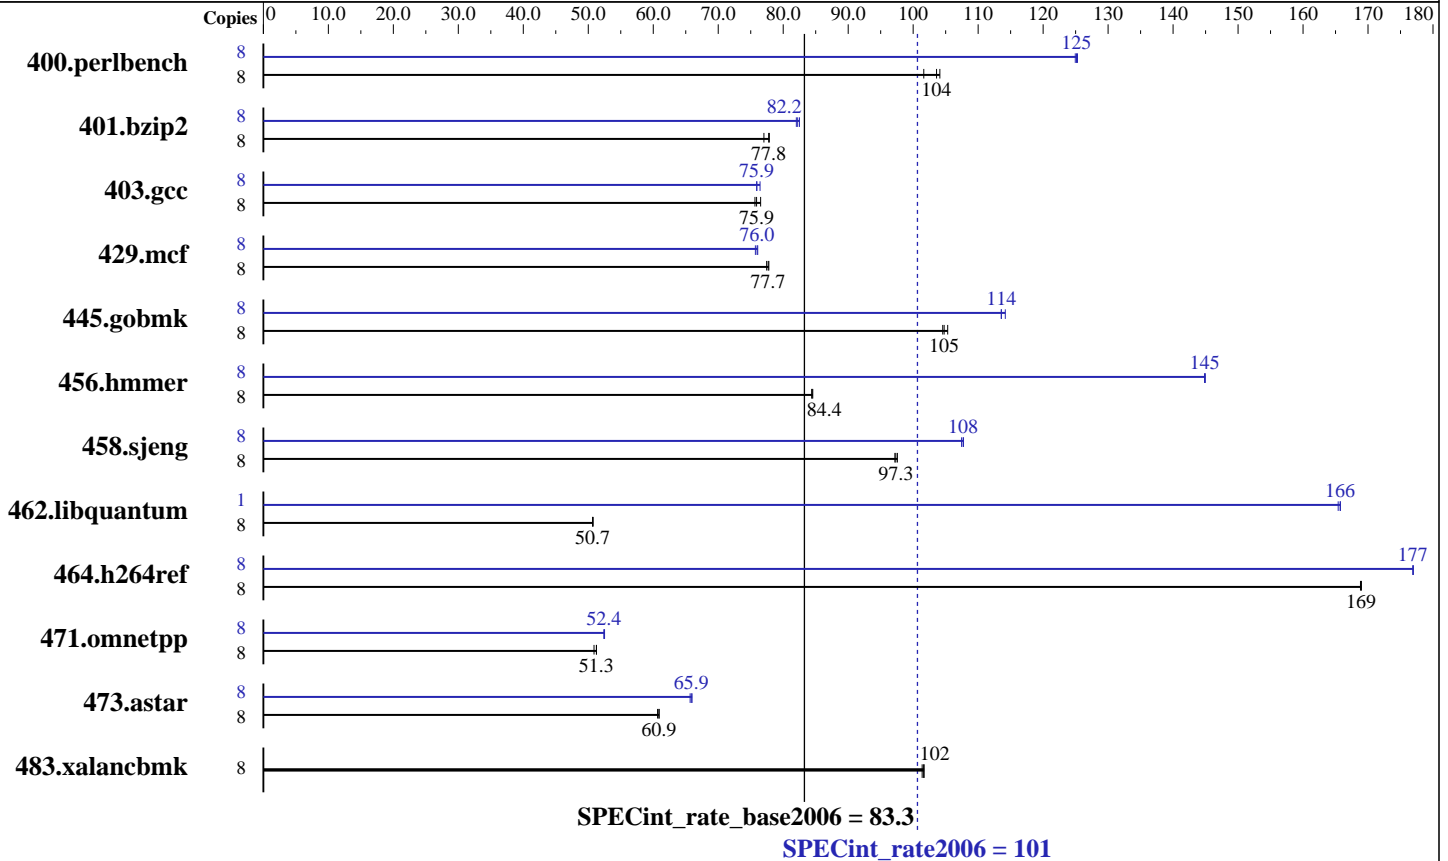 Copies 0 10.0 20.0 30.0 40.0 50.0 60.0 70.0 80.0 90.0 100 110 120 130 140 150 160 170 180
400.perlbench 8 125
8 104
401.bzip2 8 82.2
8 77.8
403.gcc 8 75.9
8 75.9
429.mcf 8 76.0
8 77.7
445.gobmk 8 114
8 105
456.hmmer 8 145
8 84.4
458.sjeng 8 108
8 97.3
462.libquantum 1 166
8 50.7
464.h264ref 8 177
8 169
471.omnetpp 8 52.4
8 51.3
473.astar 8 65.9
8 60.9
483.xalancbmk 8 102
SPECint_rate_base2006 = 83.3
SPECint_rate2006 = 101